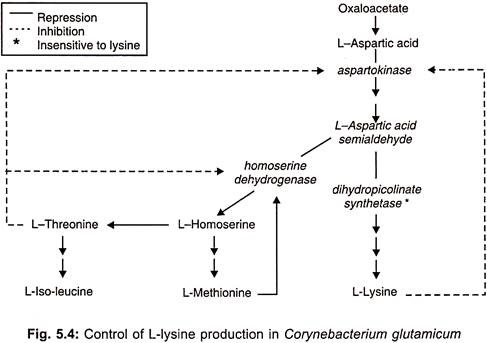 Repression
Inhibition
* Insensitive to lysine
Oxaloacetate
L–Aspartic acid
aspartokinase
L–Aspartic acid
semialdehyde
homoserine
dehydrogenase
dihydropicolinate
synthetase *
L–Threonine
L–Homoserine
L-Iso-leucine
L-Methionine
L-Lysine
Fig. 5.4: Control of L-lysine production in Corynebacterium glutamicum